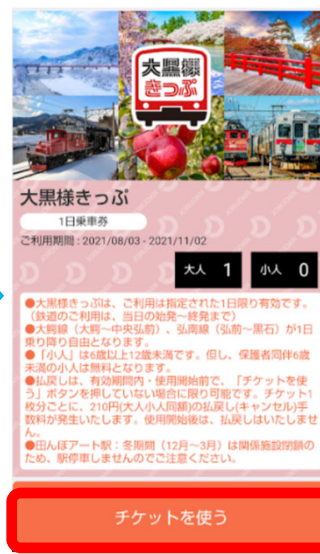 大黒様
きっぷ
大黒様きっぷ
1日乗車券
ご利用期間 : 2021/08/03 - 2021/11/02
大人 1 小人 0
●大黒様きっぷは、ご利用は指定された1日限り有効です。
（鉄道のご利用は、当日の始発～終発まで）
●大鰐線（大鰐～中央弘前）、弘南線（弘前～黒石）が1日
乗り降り自由となります。
●「小人」は6歳以上12歳未満です。但し、保護者同伴6歳
未満の小人は無料となります。
●払戻しは、有効期間内・使用開始前で、「チケットを使
う」ボタンを押していない場合に限り可能です。チケット1
枚分ごとに、210円(大人小人同額)の払戻し(キャンセル)手
数料が発生いたします。使用開始後は、払戻しはいたしませ
ん。
●田んぼアート駅：冬期間（12月～3月）は関係施設閉鎖の
ため、駅停車しませんのでご注意ください。
チケットを使う